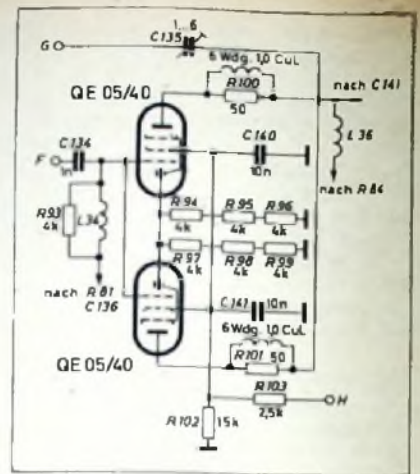 1...6
G
C135
6 Wdg. 1,0 CuL
QE 05/40
R100
50
nach C141
C134
F
1n
C140
10n
L36
nach R84
R93
4k
L34
R94
4k
R95
4k
R96
4k
R97
4k
R98
4k
R99
4k
nach R81
C136
C141
10n
6 Wdg. 1,0 CuL
R101
50
QE 05/40
R103
2,5k
H
R102
15k